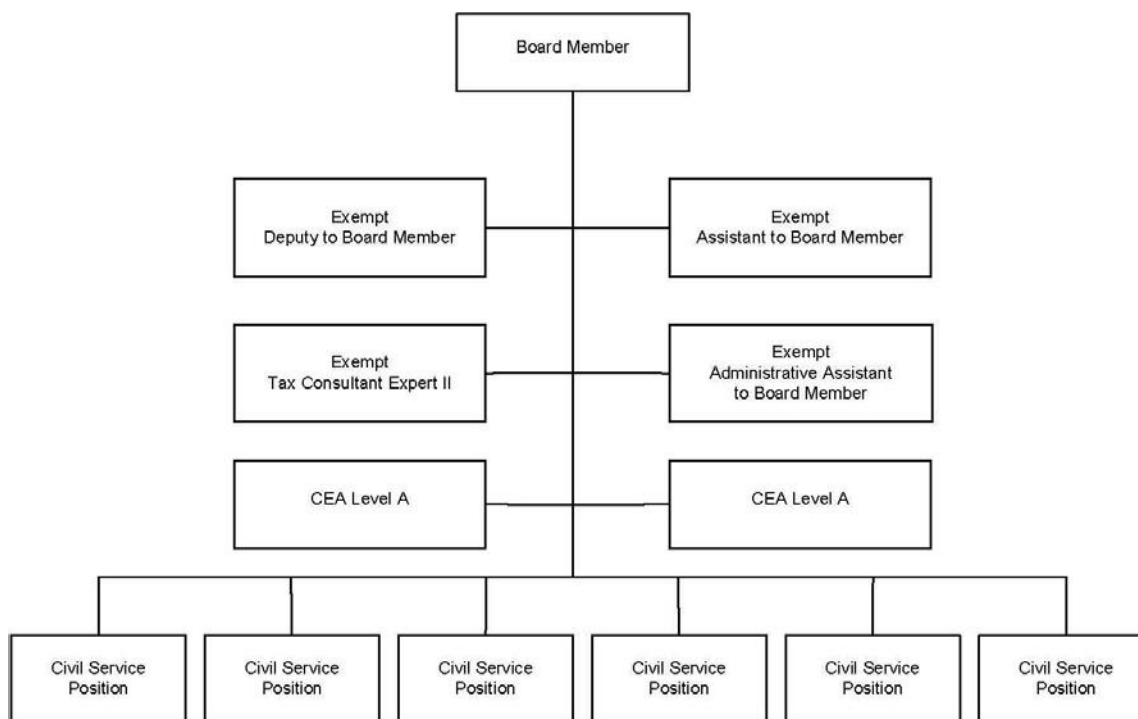 Board Member
Exempt
Deputy to Board Member
Exempt
Assistant to Board Member
Exempt
Tax Consultant Expert II
Exempt
Administrative Assistant
to Board Member
CEA Level A
CEA Level A
Civil Service
Position
Civil Service
Position
Civil Service
Position
Civil Service
Position
Civil Service
Position
Civil Service
Position